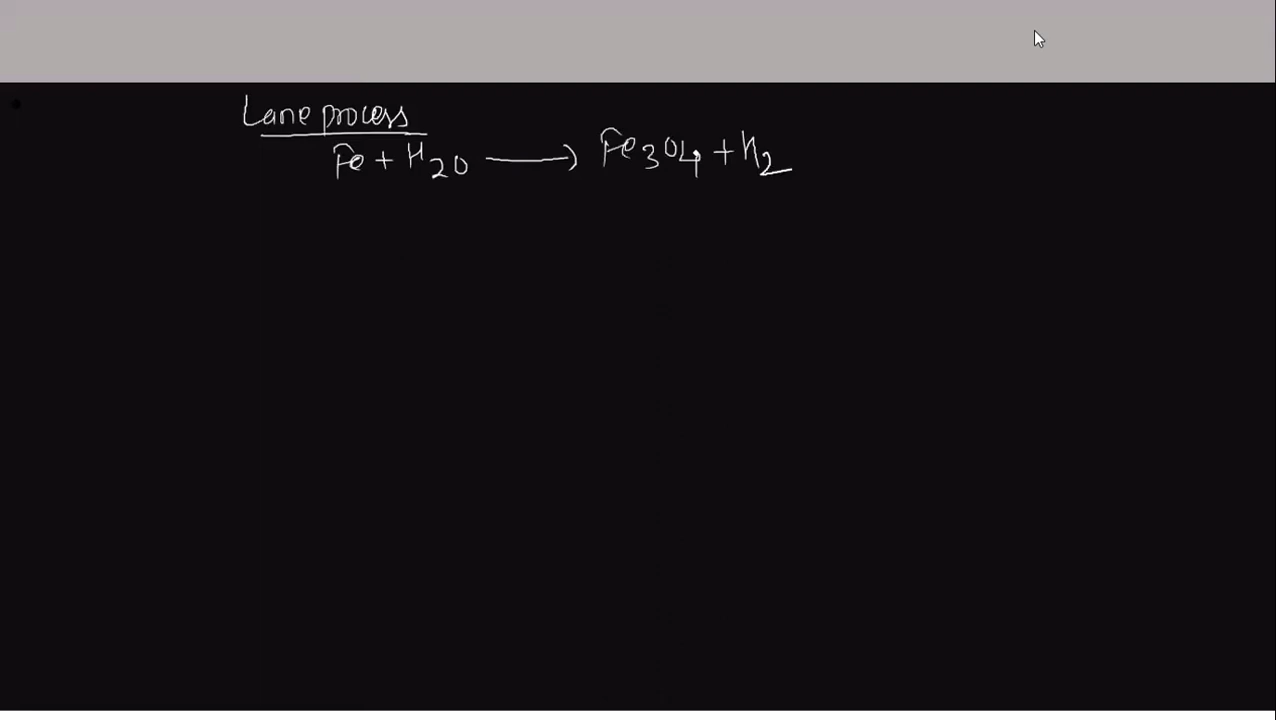 Lane process
Fe + H2O → Fe3O4 + H2